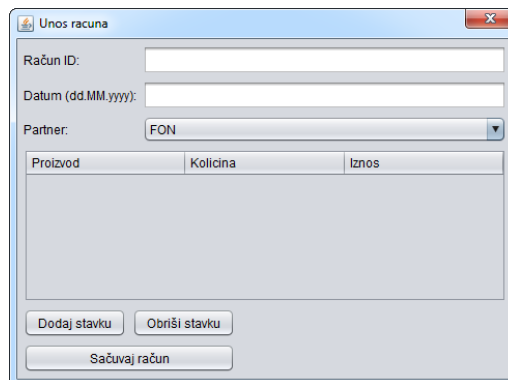 Unos racuna
Račun ID:
Datum (dd.MM.yyyy):
Partner: FON
Proizvod Kolicina Iznos
Dodaj stavku Obriši stavku
Sačuvaj račun